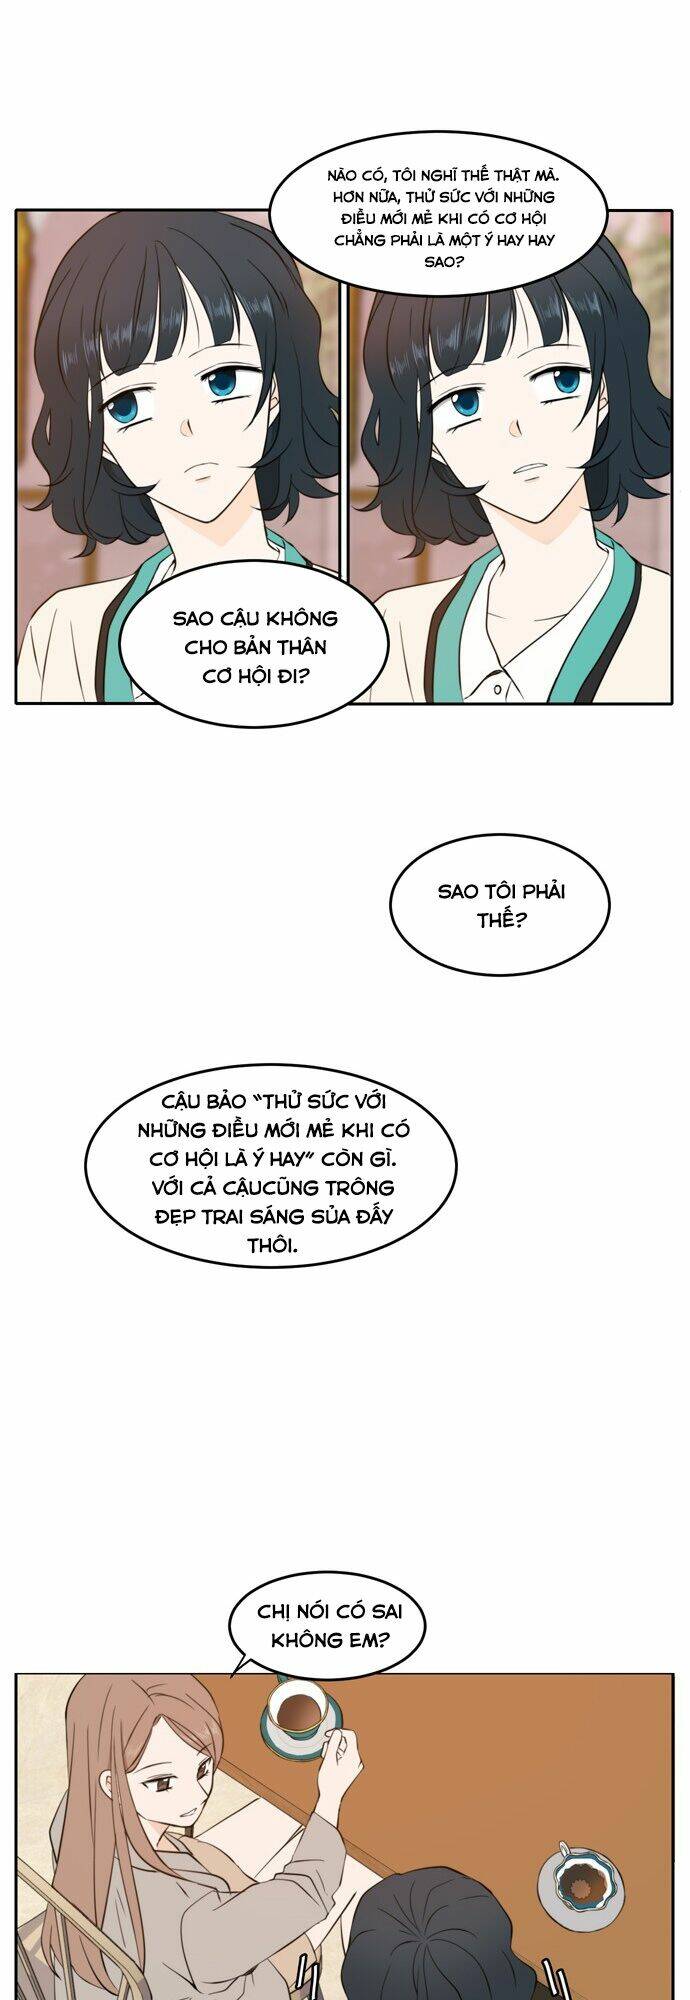 NÀO CÓ, TÔI NGHĨ THẾ THẬT MÀ.
HƠN NỮA, THỬ SỨC VỚI NHỮNG
ĐIỀU MỚI MẺ KHI CÓ CƠ HỘI
CHẲNG PHẢI LÀ MỘT Ý HAY HAY
SAO?
SAO CẬU KHÔNG
CHO BẢN THÂN
CƠ HỘI ĐI?
SAO TÔI PHẢI
THẾ?
CẬU BẢO “THỬ SỨC VỚI
NHỮNG ĐIỀU MỚI MẺ KHI CÓ
CƠ HỘI LÀ Ý HAY” CÒN GÌ.
VỚI CẢ CẬUCŨNG TRÔNG
ĐẸP TRAI SÁNG SỦA ĐẤY
THÔI.
CHỊ NÓI CÓ SAI
KHÔNG EM?